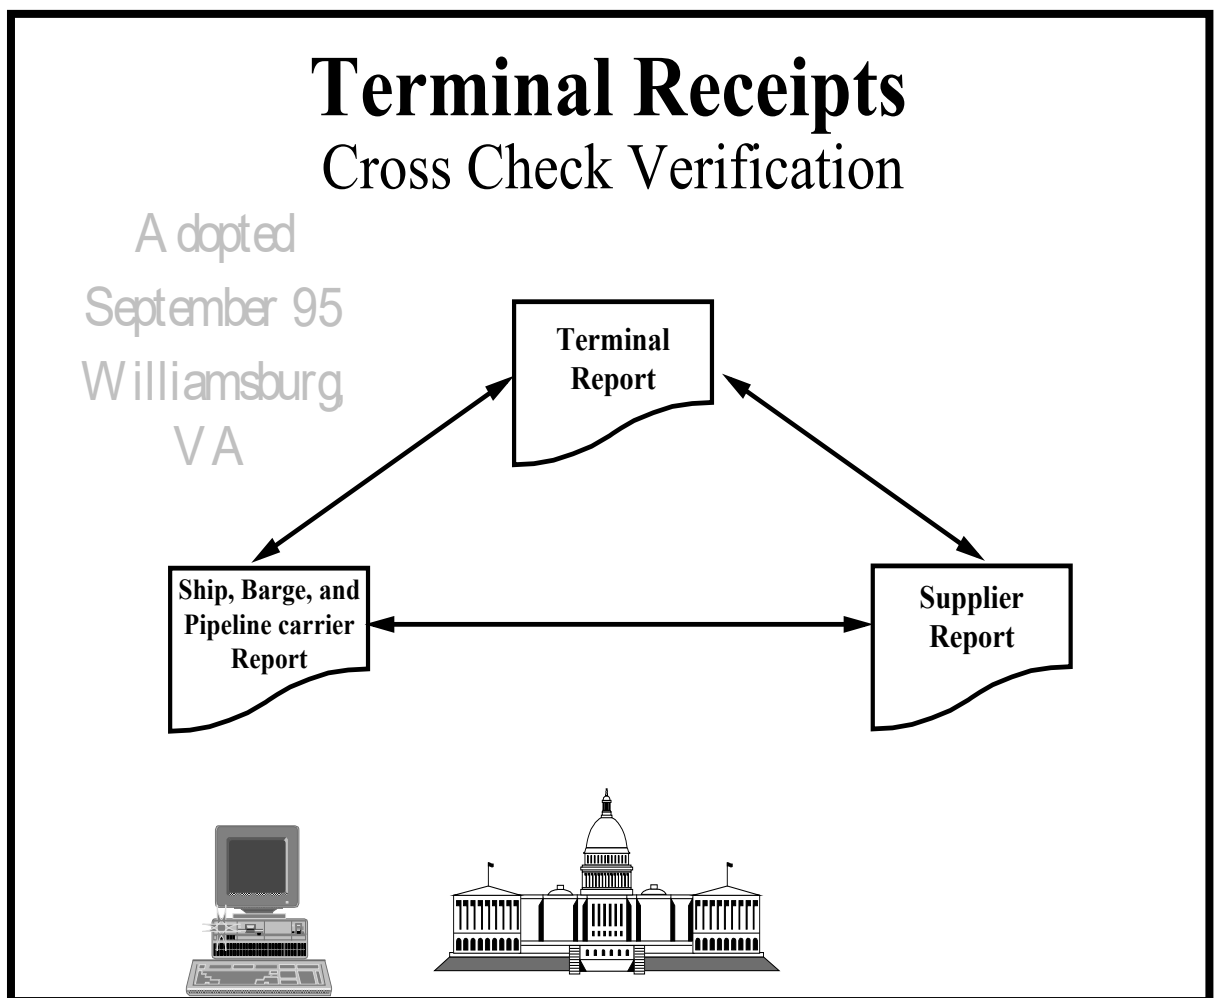 Terminal Receipts
Cross Check Verification
Adopted
September 95
Williamsburg,
VA
Terminal
Report
Ship, Barge, and
Pipeline carrier
Report
Supplier
Report